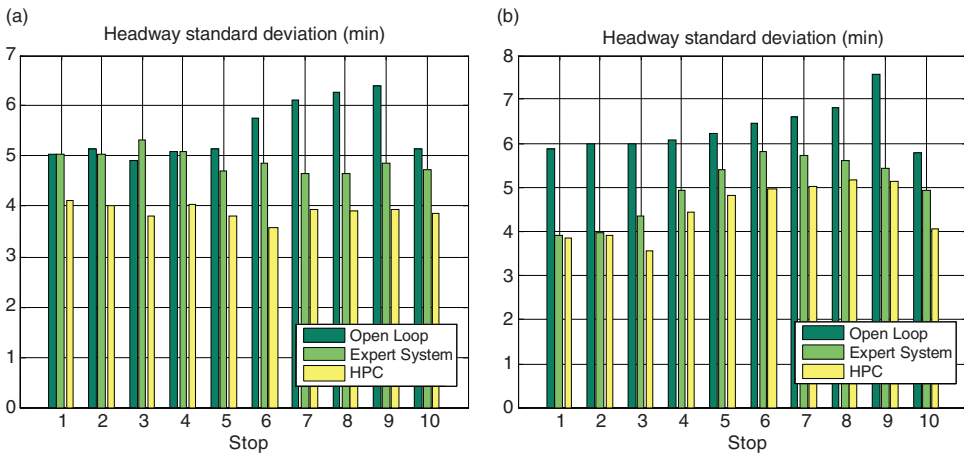 (a)
Headway standard deviation (min)
7
6
5
4
3
2
1
0
1 2 3 4 5 6 7 8 9 10
Stop
Open Loop
Expert System
HPC
(b)
Headway standard deviation (min)
8
7
6
5
4
3
2
1
0
1 2 3 4 5 6 7 8 9 10
Stop
Open Loop
Expert System
HPC